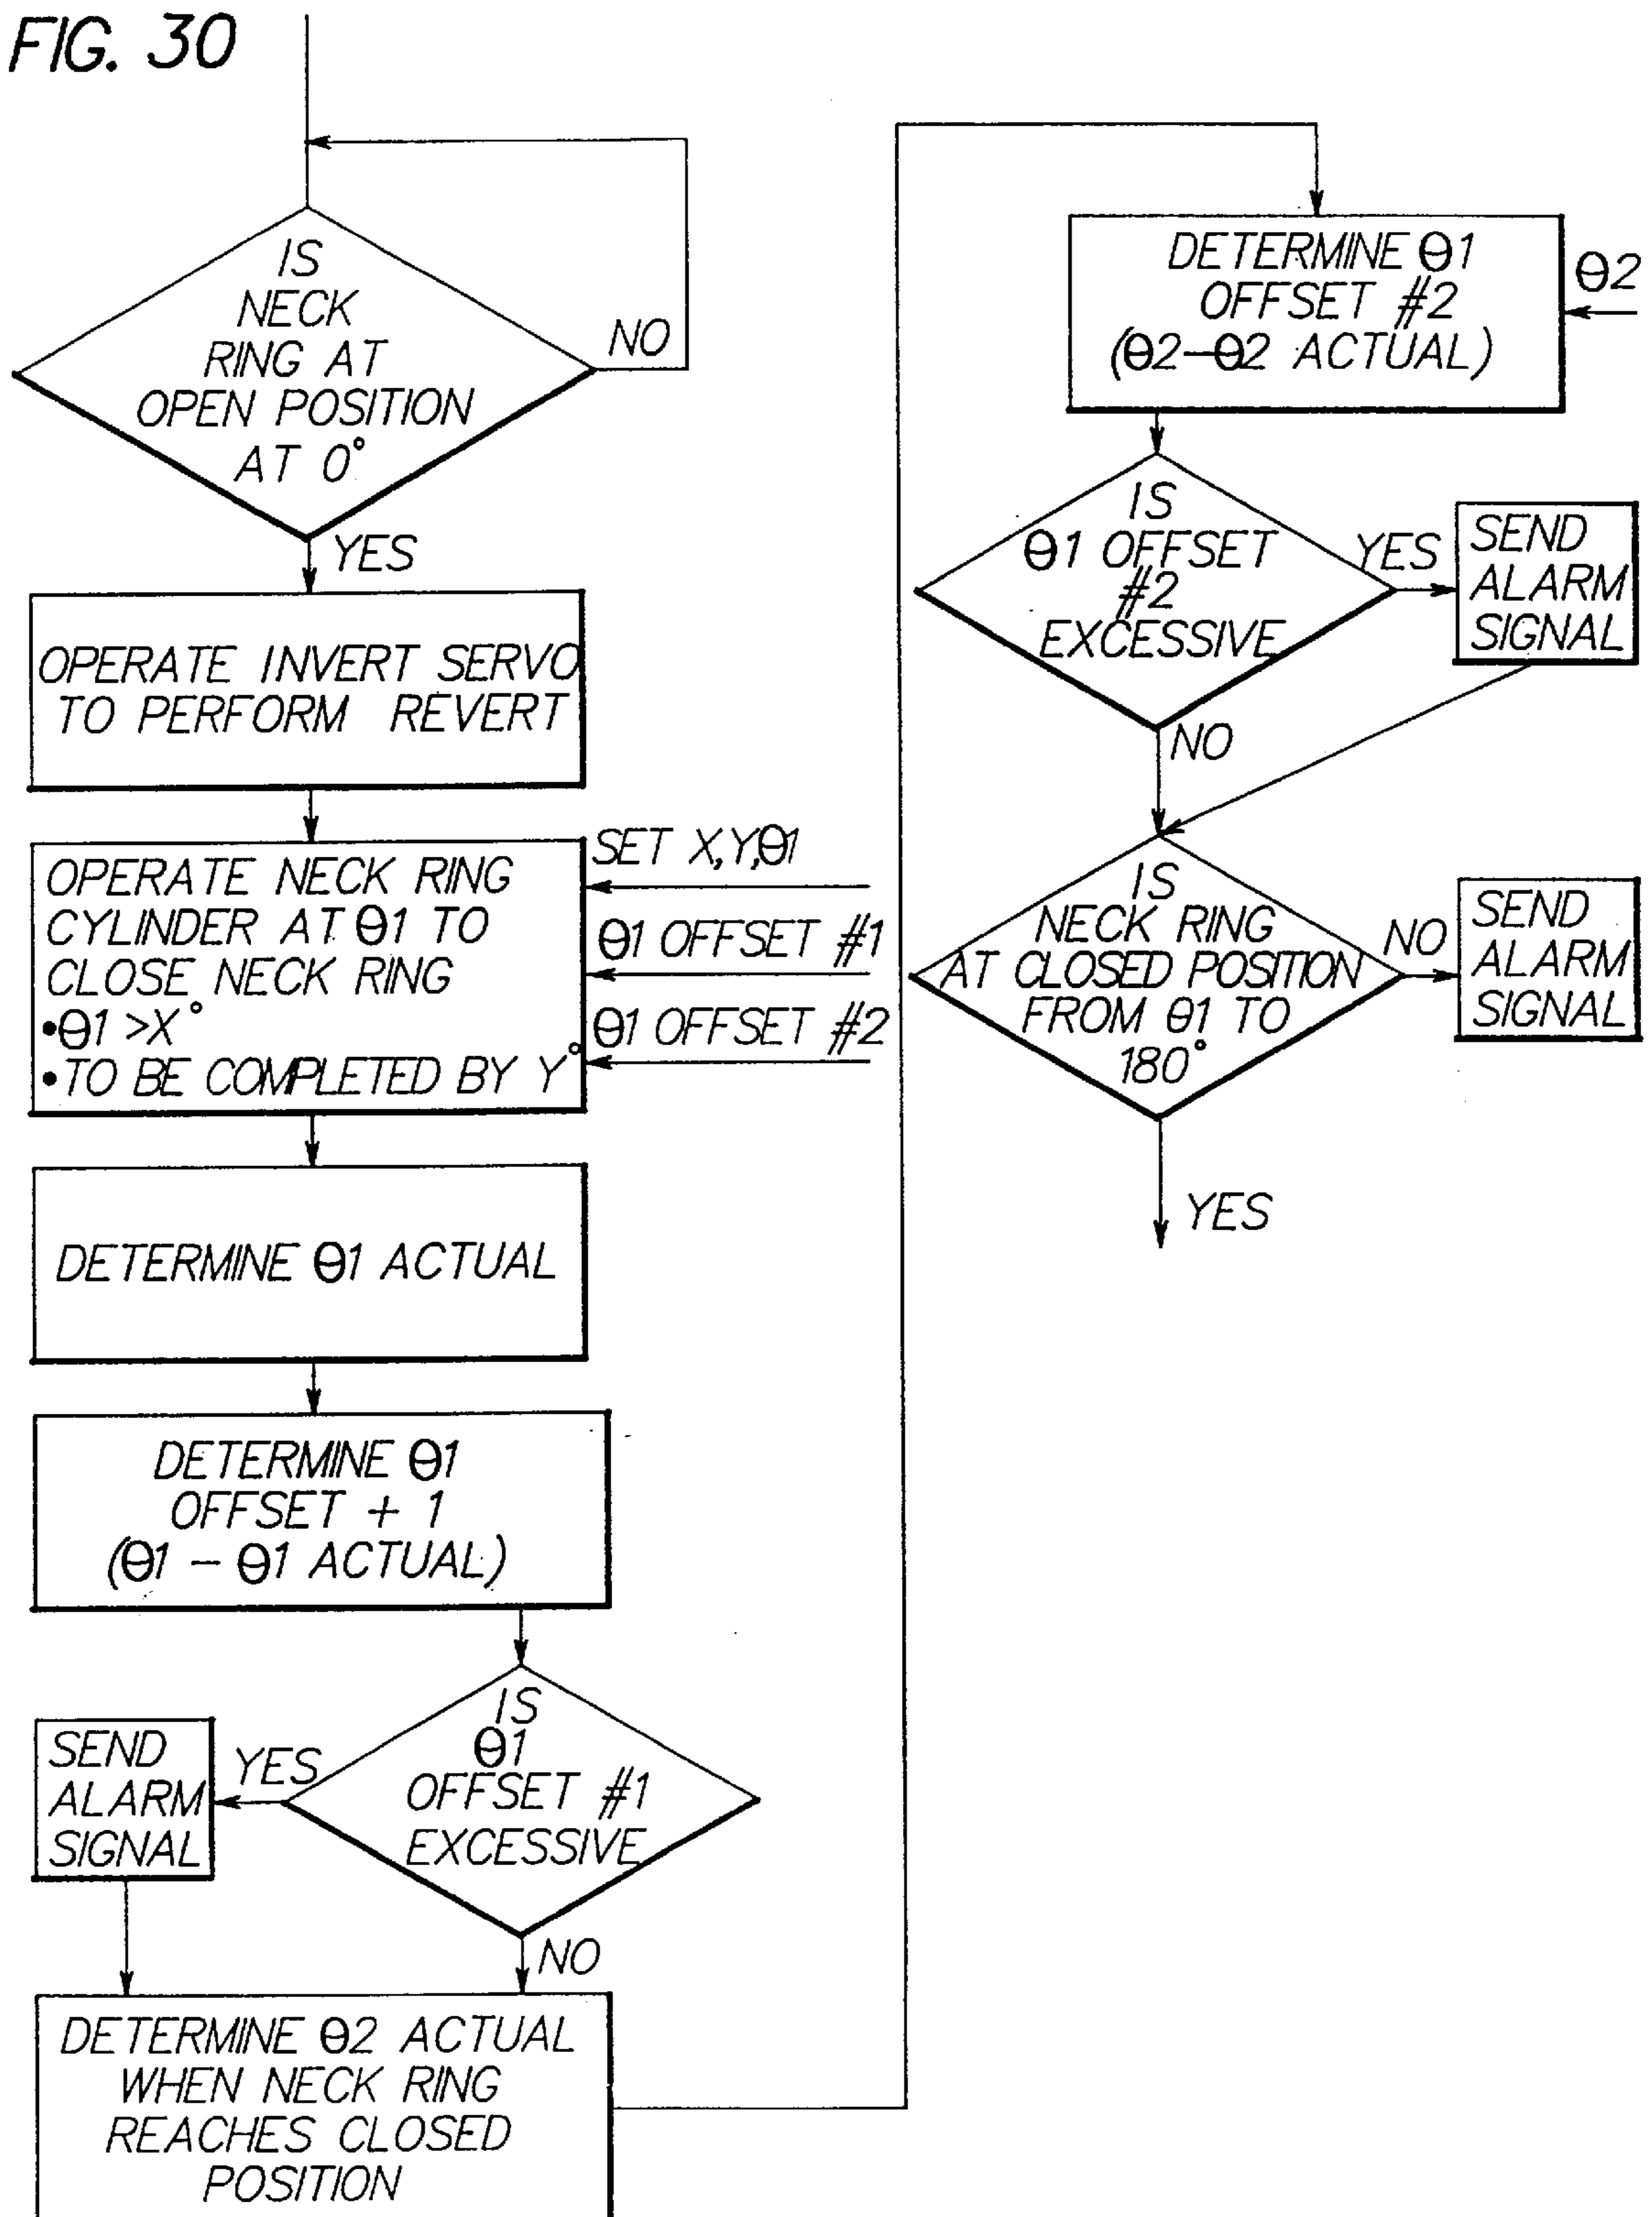 FIG. 30
IS
NECK
RING AT
OPEN POSITION
AT 0°
NO
YES
OPERATE INVERT SERVO
TO PERFORM REVERT
OPERATE NECK RING
CYLINDER AT Θ1 TO
CLOSE NECK RING
•Θ1 >X°
•TO BE COMPLETED BY Y°
SET X,Y,Θ1
Θ1 OFFSET #1
Θ1 OFFSET #2
DETERMINE Θ1 ACTUAL
DETERMINE Θ1
OFFSET + 1
(Θ1 – Θ1 ACTUAL)
IS
Θ1
OFFSET #1
EXCESSIVE
YES
SEND
ALARM
SIGNAL
NO
DETERMINE Θ2 ACTUAL
WHEN NECK RING
REACHES CLOSED
POSITION
DETERMINE Θ1
OFFSET #2
(Θ2–Θ2 ACTUAL)
Θ2
IS
Θ1 OFFSET
#2
EXCESSIVE
YES
SEND
ALARM
SIGNAL
NO
IS
NECK RING
AT CLOSED POSITION
FROM Θ1 TO
180°
NO
SEND
ALARM
SIGNAL
YES